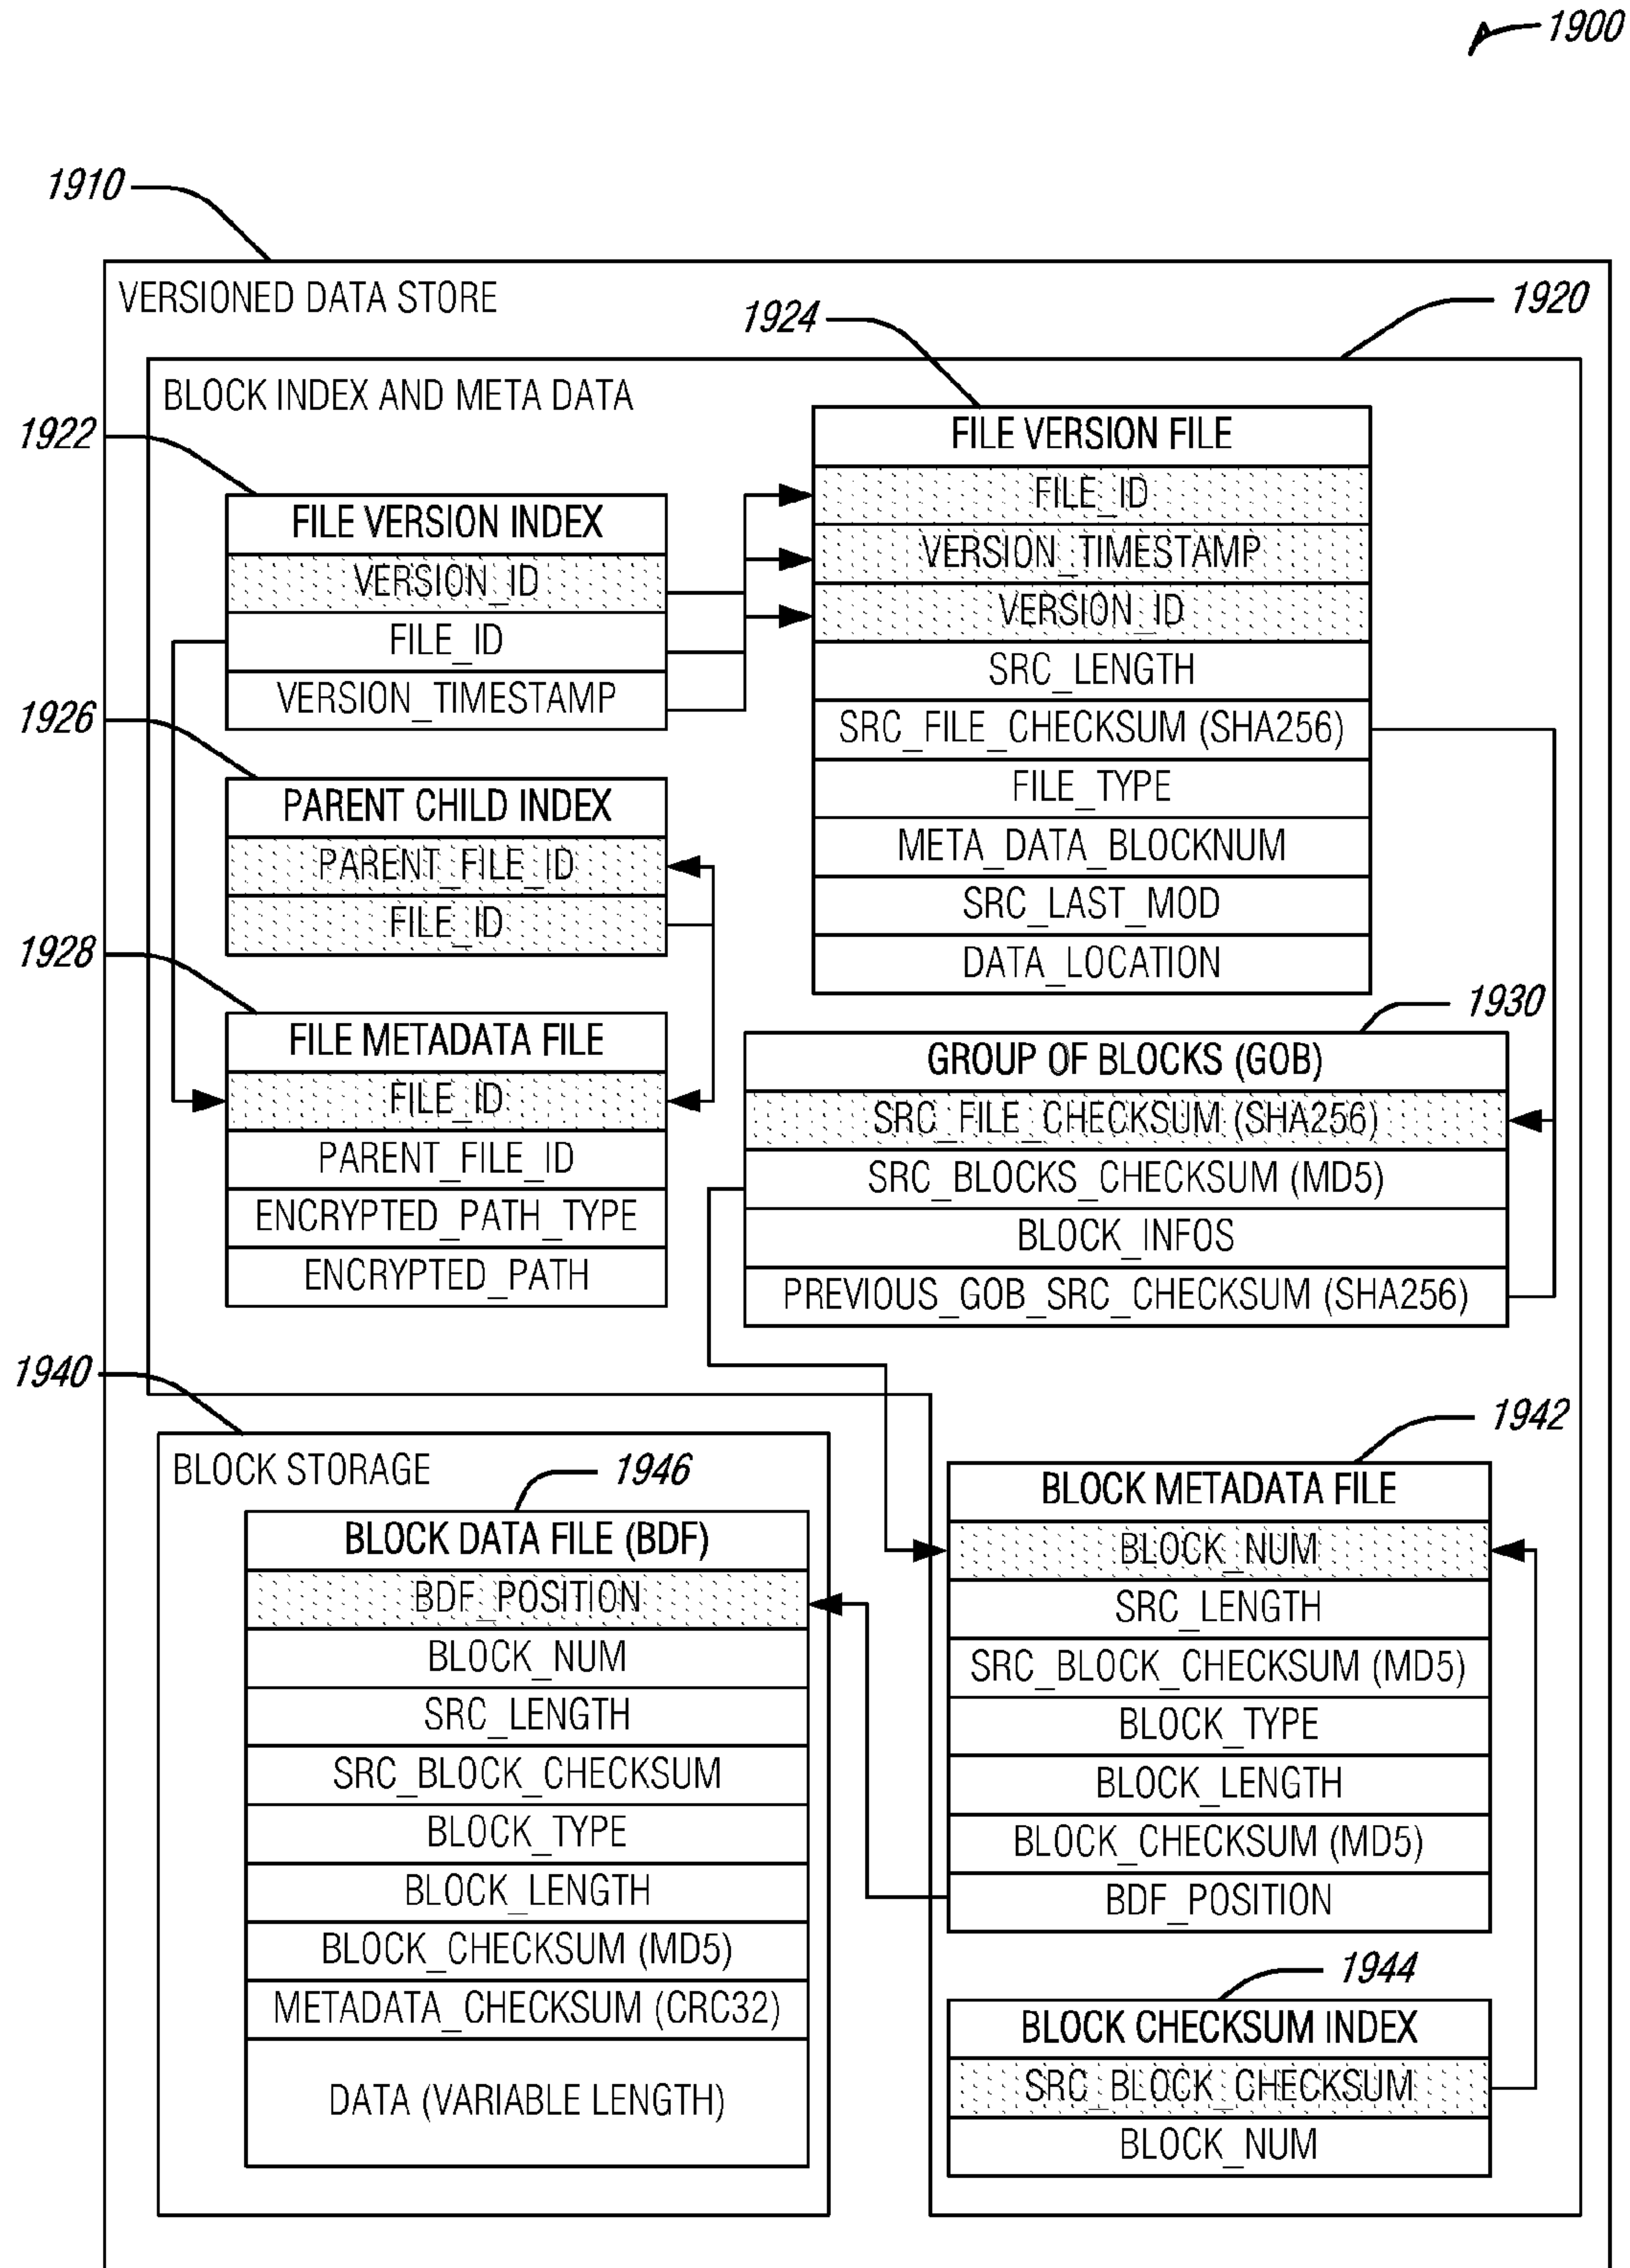 1900
1910
VERSIONED DATA STORE
1920
BLOCK INDEX AND META DATA
1922
FILE VERSION INDEX
VERSION_ID
FILE_ID
VERSION_TIMESTAMP
1924
FILE VERSION FILE
FILE_ID
VERSION_TIMESTAMP
VERSION_ID
SRC_LENGTH
SRC_FILE_CHECKSUM (SHA256)
FILE_TYPE
META_DATA_BLOCKNUM
SRC_LAST_MOD
DATA_LOCATION
1926
PARENT CHILD INDEX
PARENT_FILE_ID
FILE_ID
1928
FILE METADATA FILE
FILE_ID
PARENT_FILE_ID
ENCRYPTED_PATH_TYPE
ENCRYPTED_PATH
1930
GROUP OF BLOCKS (GOB)
SRC_FILE_CHECKSUM (SHA256)
SRC_BLOCKS_CHECKSUM (MD5)
BLOCK_INFOS
PREVIOUS_GOB_SRC_CHECKSUM (SHA256)
1940
BLOCK STORAGE
1946
BLOCK DATA FILE (BDF)
BDF_POSITION
BLOCK_NUM
SRC_LENGTH
SRC_BLOCK_CHECKSUM
BLOCK_TYPE
BLOCK_LENGTH
BLOCK_CHECKSUM (MD5)
METADATA_CHECKSUM (CRC32)
DATA (VARIABLE LENGTH)
1942
BLOCK METADATA FILE
BLOCK_NUM
SRC_LENGTH
SRC_BLOCK_CHECKSUM (MD5)
BLOCK_TYPE
BLOCK_LENGTH
BLOCK_CHECKSUM (MD5)
BDF_POSITION
1944
BLOCK CHECKSUM INDEX
SRC_BLOCK_CHECKSUM
BLOCK_NUM